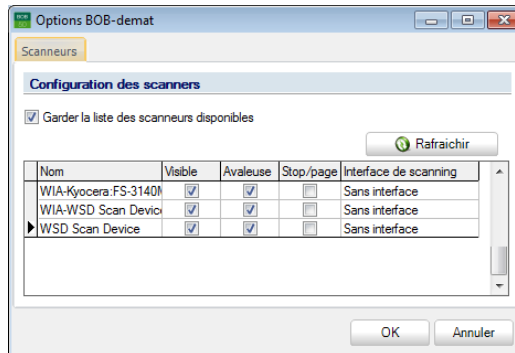 Options BOB-demat
Scanneurs
Configuration des scanners
Garder la liste des scanneurs disponibles
Rafraichir
Nom Visible Avaleuse Stop/page Interface de scanning
WIA-Kyocera:FS-3140M Sans interface
WIA-WSD Scan Devic Sans interface
WSD Scan Device Sans interface
OK Annuler